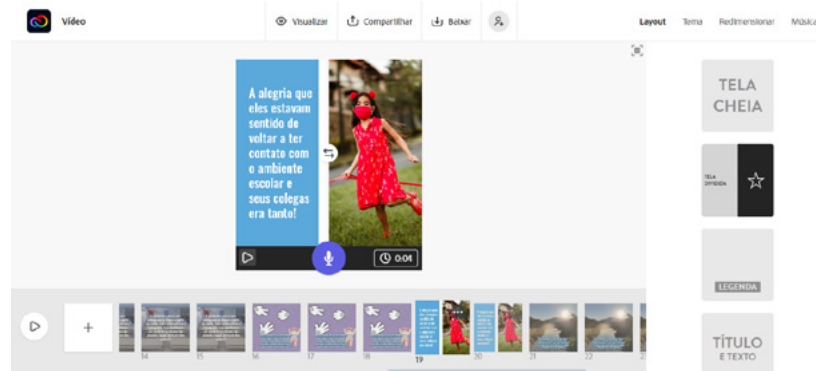 Vídeo
Visualizar
Compartilhar
Baixar
Layout
Tema
Redimensionar
Música
A alegria que
eles estavam
sentido de
voltar a ter
contato com
o ambiente
escolar e
seus colegas
era tanto!
0:04
TELA
CHEIA
TELA
DIVIDIDA
LEGENDA
TÍTULO
E TEXTO
14
15
16
17
18
19
20
21
22